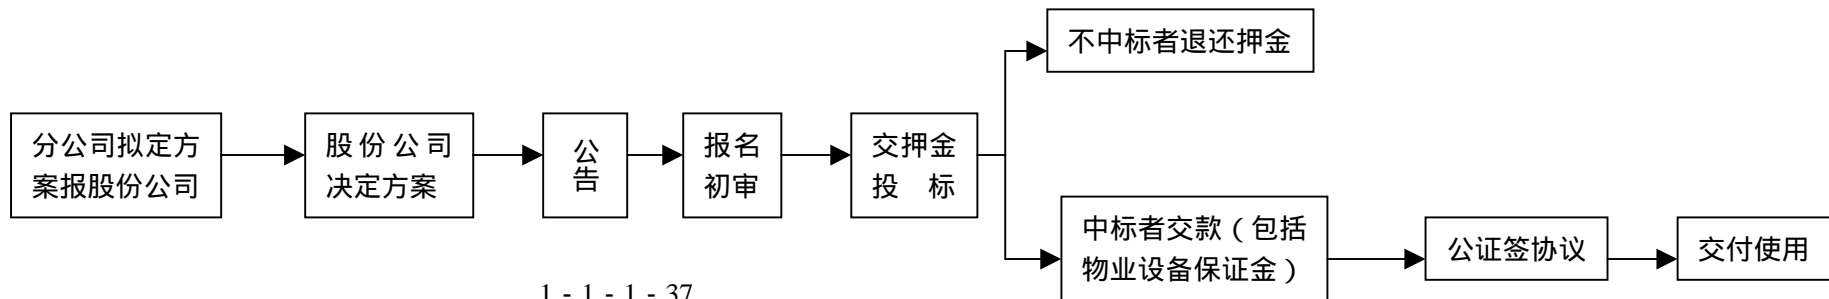 不中标者退还押金
分公司拟定方
案报股份公司
股份公司
决定方案
公
告
报名
初审
交押金
投 标
中标者交款（包括
物业设备保证金）
公证签协议
交付使用
1 - 1 - 1 - 37